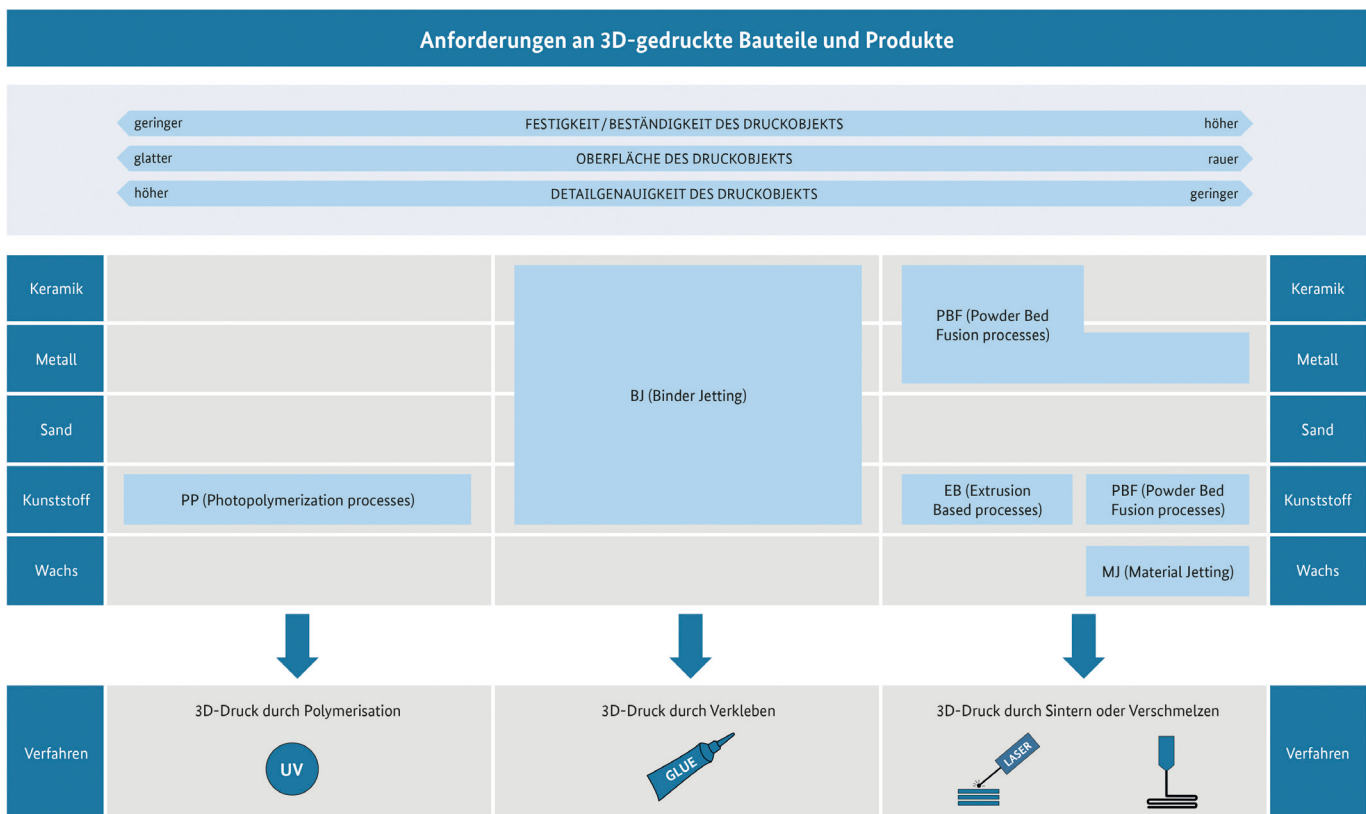 Anforderungen an 3D-gedruckte Bauteile und Produkte
geringer FESTIGKEIT/BESTÄNDIGKEIT DES DRUCKOBJEKTS höher
glatter OBERFLÄCHE DES DRUCKOBJEKTS rauer
höher DETAILGENAUIGKEIT DES DRUCKOBJEKTS geringer
Keramik
Metall
Sand
Kunststoff
Wachs
PP (Photopolymerization processes)
BJ (Binder Jetting)
PBF (Powder Bed
Fusion processes)
EB (Extrusion
Based processes)
PBF (Powder Bed
Fusion processes)
MJ (Material Jetting)
Keramik
Metall
Sand
Kunststoff
Wachs
Verfahren
3D-Druck durch Polymerisation
UV
3D-Druck durch Verkleben
GLUE
3D-Druck durch Sintern oder Verschmelzen
LASER
Verfahren